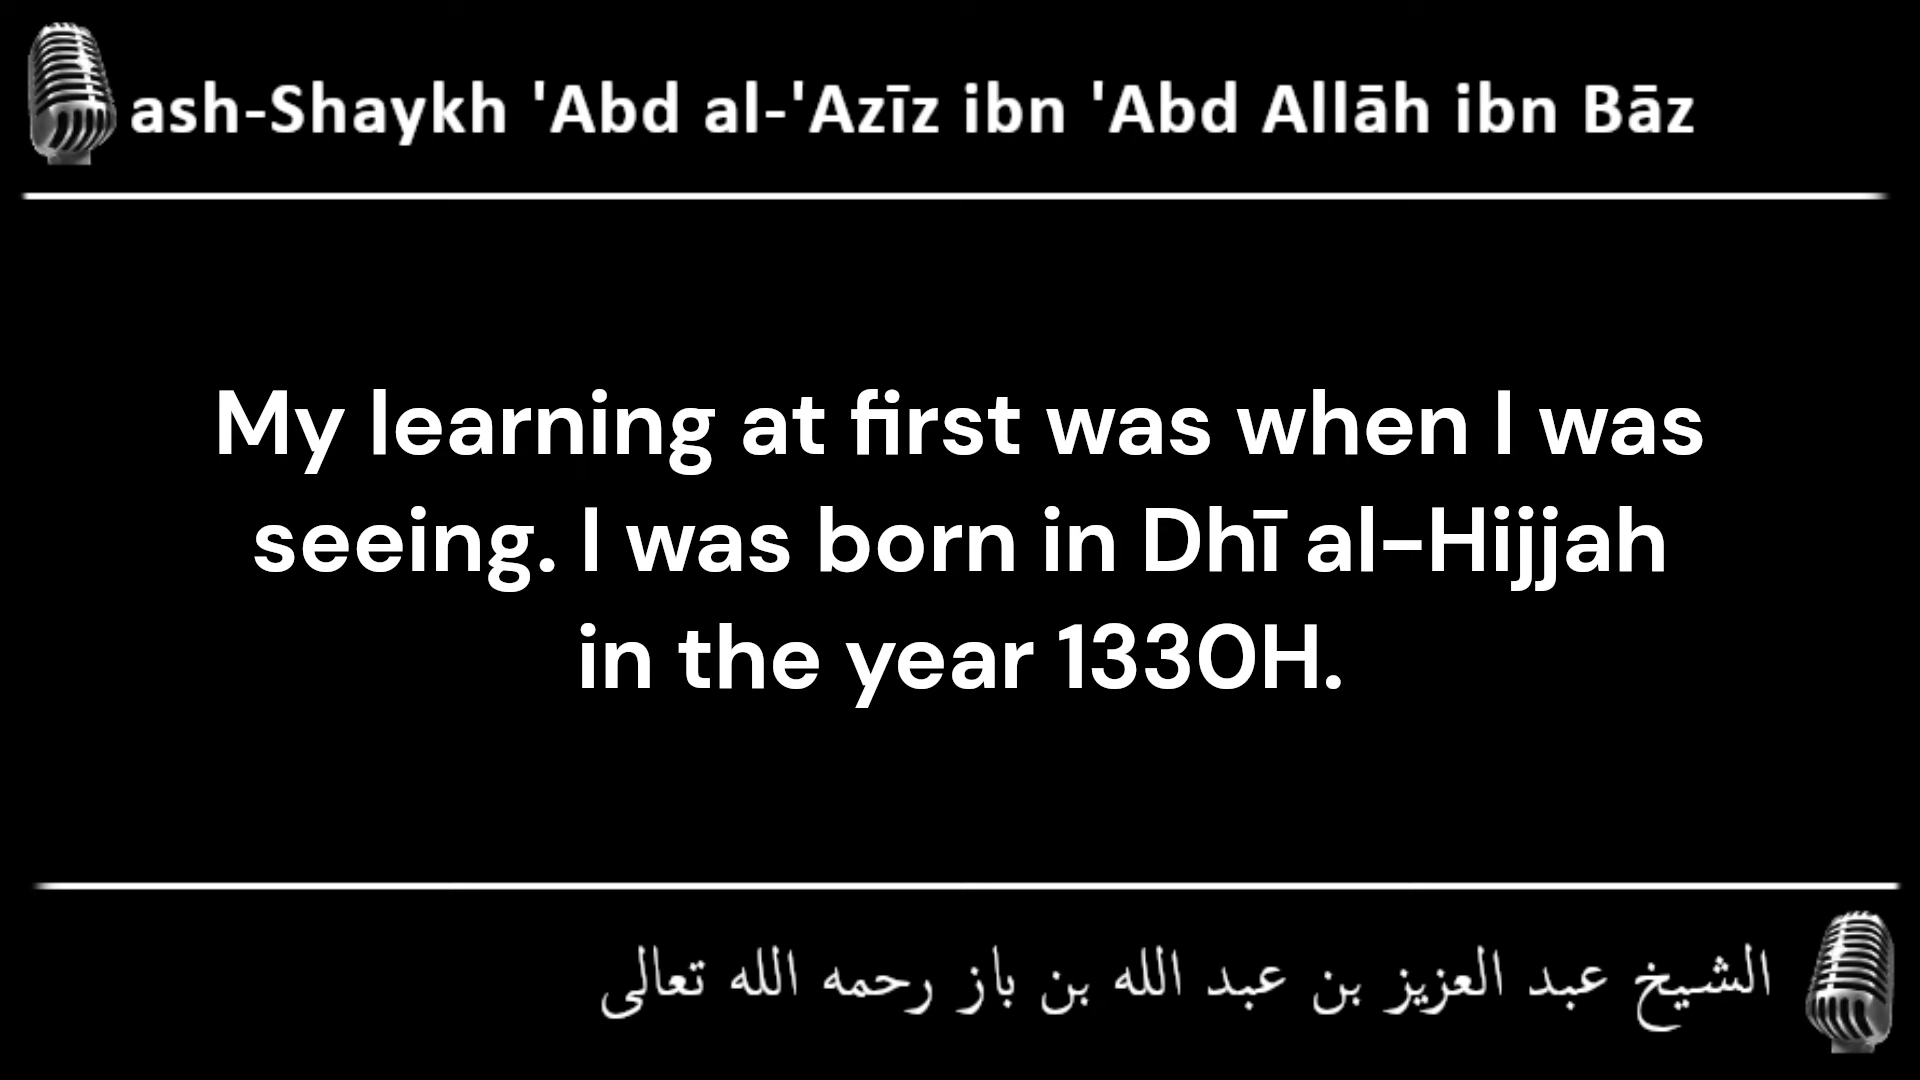 ash-Shaykh 'Abd al-'Azīz ibn 'Abd Allāh ibn Bāz
My learning at first was when I was
seeing. I was born in Dhī al-Hijjah
in the year 1330H.
الشيخ عبد العزيز بن عبد الله بن باز رحمه الله تعالى